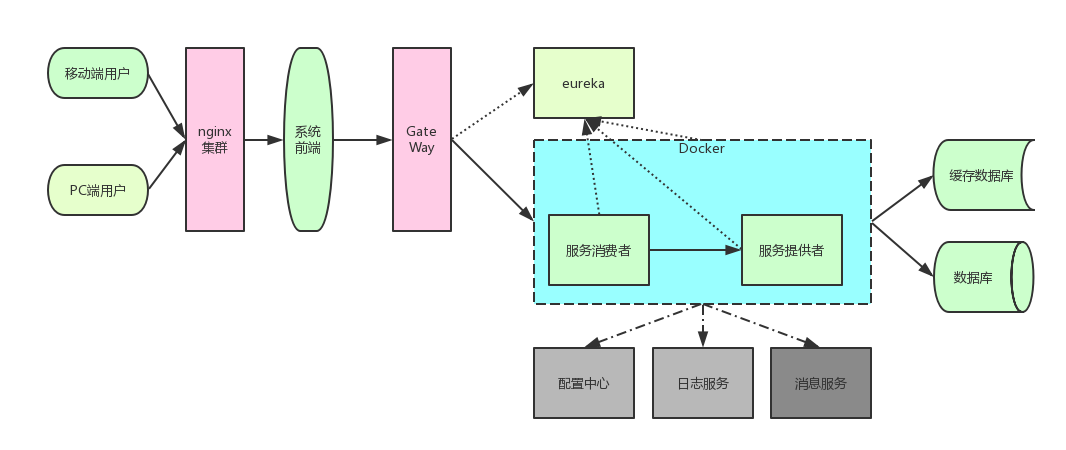 移动端用户
PC端用户
nginx
集群
系统
前端
Gate
Way
eureka
Docker
服务消费者
服务提供者
缓存数据库
数据库
配置中心
日志服务
消息服务